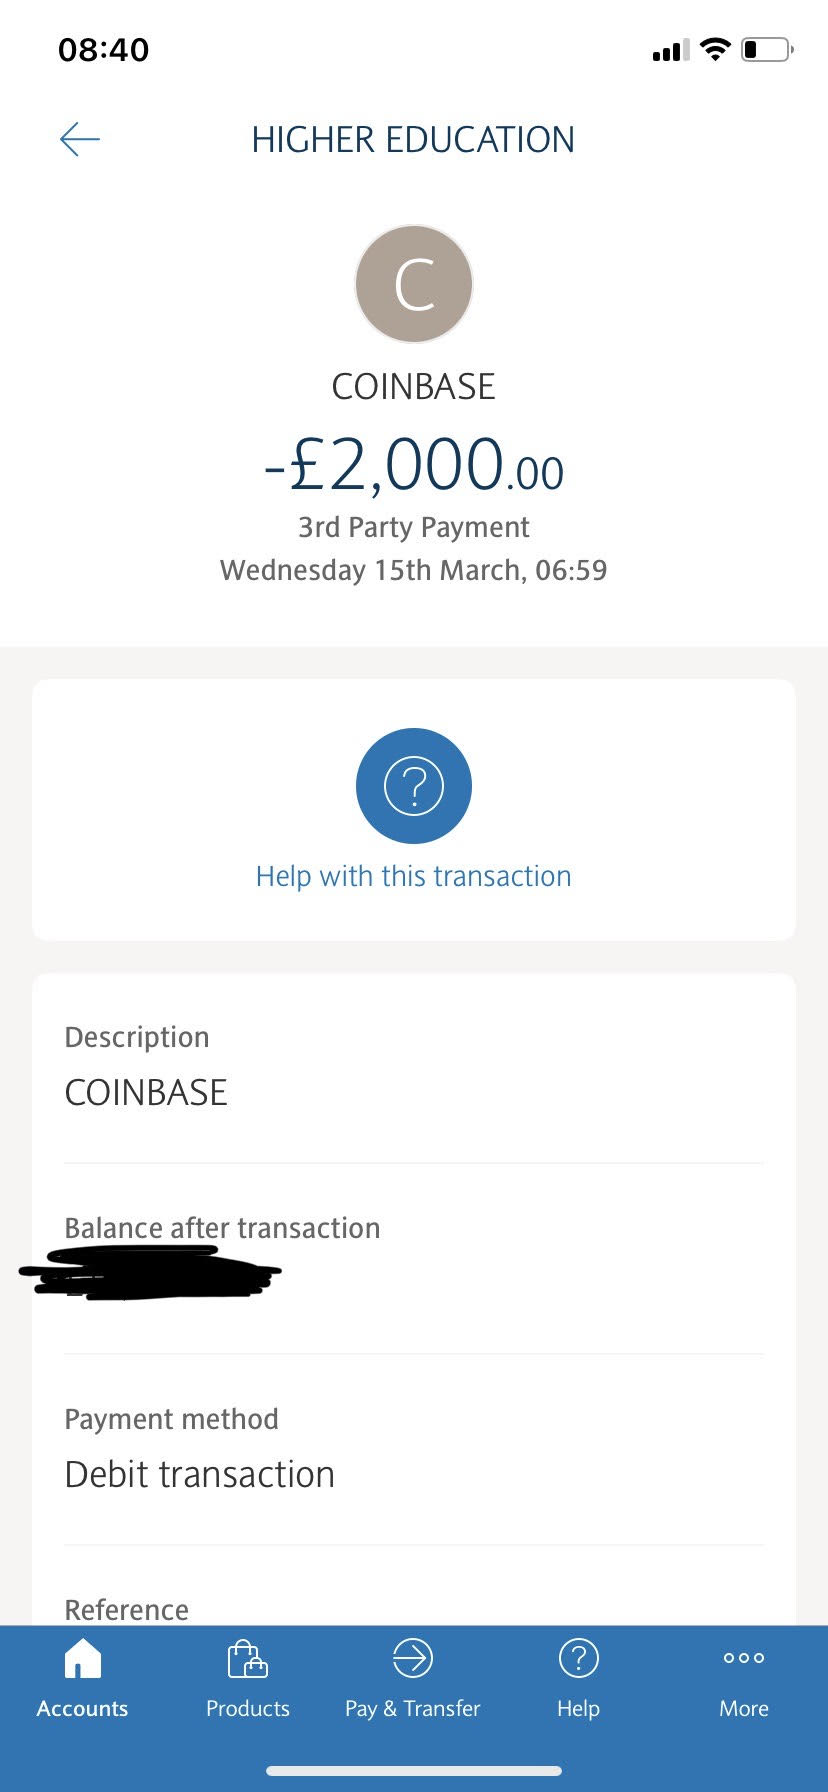 08:40
HIGHER EDUCATION
C
COINBASE
-£2,000.00
3rd Party Payment
Wednesday 15th March, 06:59
?
Help with this transaction
Description
COINBASE
Balance after transaction
Payment method
Debit transaction
Reference
Accounts
Products
Pay & Transfer
?
Help
More